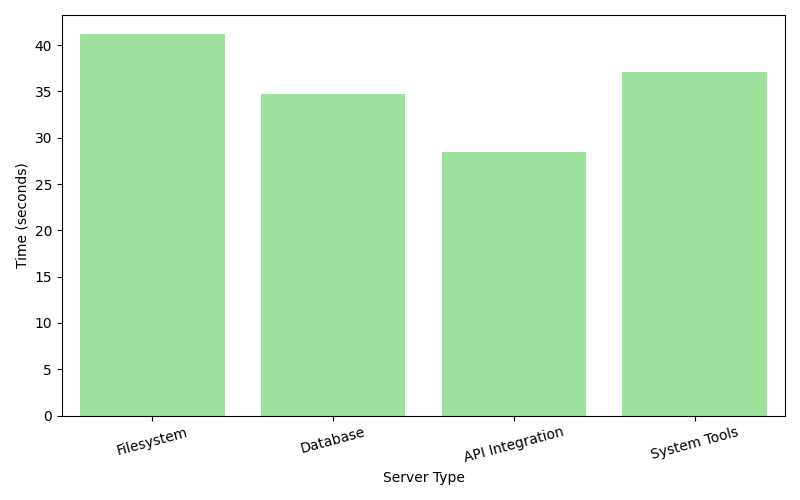 40
35
30
25
20
15
10
5
0
Time (seconds)
Filesystem
Database
API Integration
System Tools
Server Type